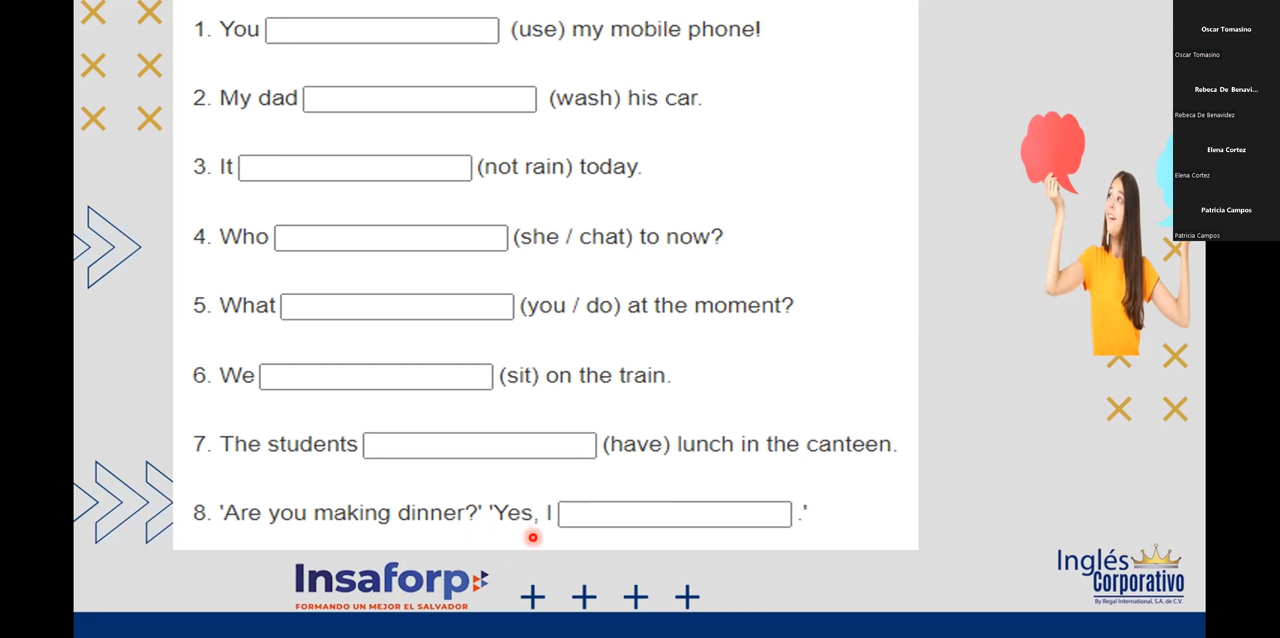 1. You (use) my mobile phone!
2. My dad (wash) his car.
3. It (not rain) today.
4. Who (she / chat) to now?
5. What (you / do) at the moment?
6. We (sit) on the train.
7. The students (have) lunch in the canteen.
8. 'Are you making dinner?' 'Yes, I .'
Insaforp
FORMANDO UN MEJOR EL SALVADOR
Inglés
Corporativo
By Regal International, S.A. de C.V.
Oscar Tomasino
Oscar Tomasino
Rebeca De Benavi...
Rebeca De Benavidez
Elena Cortez
Elena Cortez
Patricia Campos
Patricia Campos